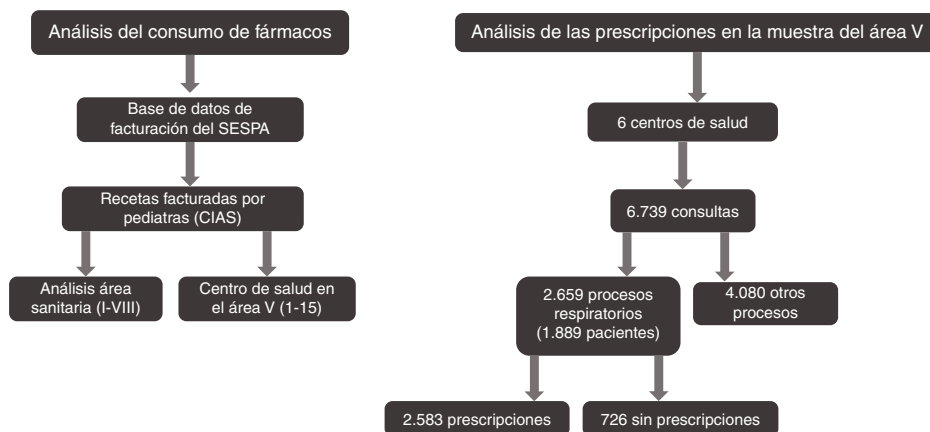 Análisis del consumo de fármacos
Base de datos de
facturación del SESPA
Recetas facturadas por
pediatras (CIAS)
Análisis área
sanitaria (I-VIII)
Centro de salud en
el área V (1-15)
Análisis de las prescripciones en la muestra del área V
6 centros de salud
6.739 consultas
2.659 procesos
respiratorios
(1.889 pacientes)
4.080 otros
procesos
2.583 prescripciones
726 sin prescripciones